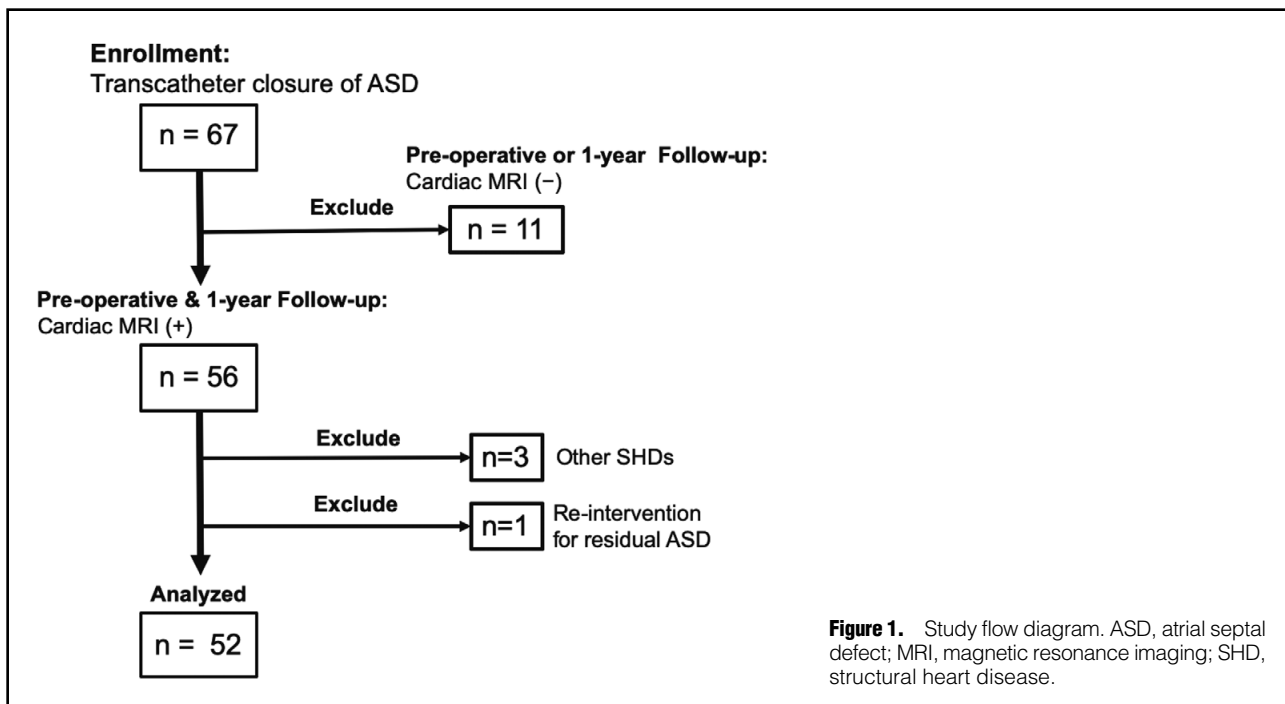 Enrollment:
Transcatheter closure of ASD
n = 67
Pre-operative or 1-year Follow-up:
Cardiac MRI (−)
Exclude
n = 11
Pre-operative & 1-year Follow-up:
Cardiac MRI (+)
n = 56
Exclude
n=3
Other SHDs
Exclude
n=1
Re-intervention
for residual ASD
Analyzed
n = 52
Figure 1. Study flow diagram. ASD, atrial septal
defect; MRI, magnetic resonance imaging; SHD,
structural heart disease.